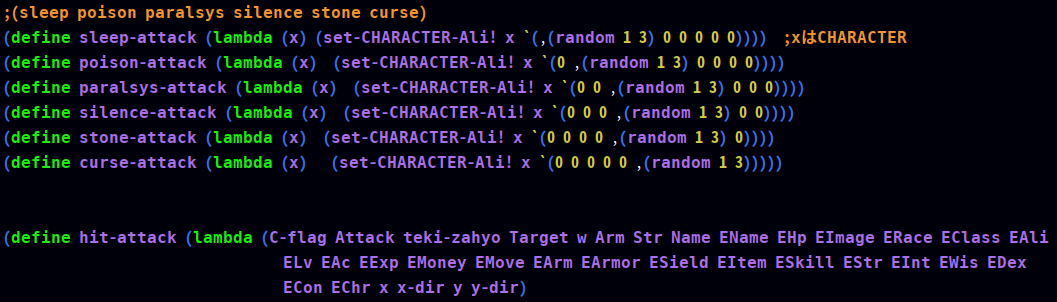 ;(sleep poison paralsys silence stone curse)
(define sleep-attack (lambda (x) (set-CHARACTER-Ali! x `(,(random 1 3) 0 0 0 0 0)))) ;xはCHARACTER
(define poison-attack (lambda (x) (set-CHARACTER-Ali! x `(0 ,(random 1 3) 0 0 0 0))))
(define paralsys-attack (lambda (x) (set-CHARACTER-Ali! x `(0 0 ,(random 1 3) 0 0 0))))
(define silence-attack (lambda (x) (set-CHARACTER-Ali! x `(0 0 0 ,(random 1 3) 0 0))))
(define stone-attack (lambda (x) (set-CHARACTER-Ali! x `(0 0 0 0 ,(random 1 3) 0))))
(define curse-attack (lambda (x) (set-CHARACTER-Ali! x `(0 0 0 0 0 ,(random 1 3)))))
(define hit-attack (lambda (C-flag Attack teki-zahyo Target w Arm Str Name EName EHp EImage ERace EClass EAli
ELv EAc EExp EMoney EMove EArm EArmor ESield EItem ESkill EStr EInt EWis EDex
ECon EChr x x-dir y y-dir)